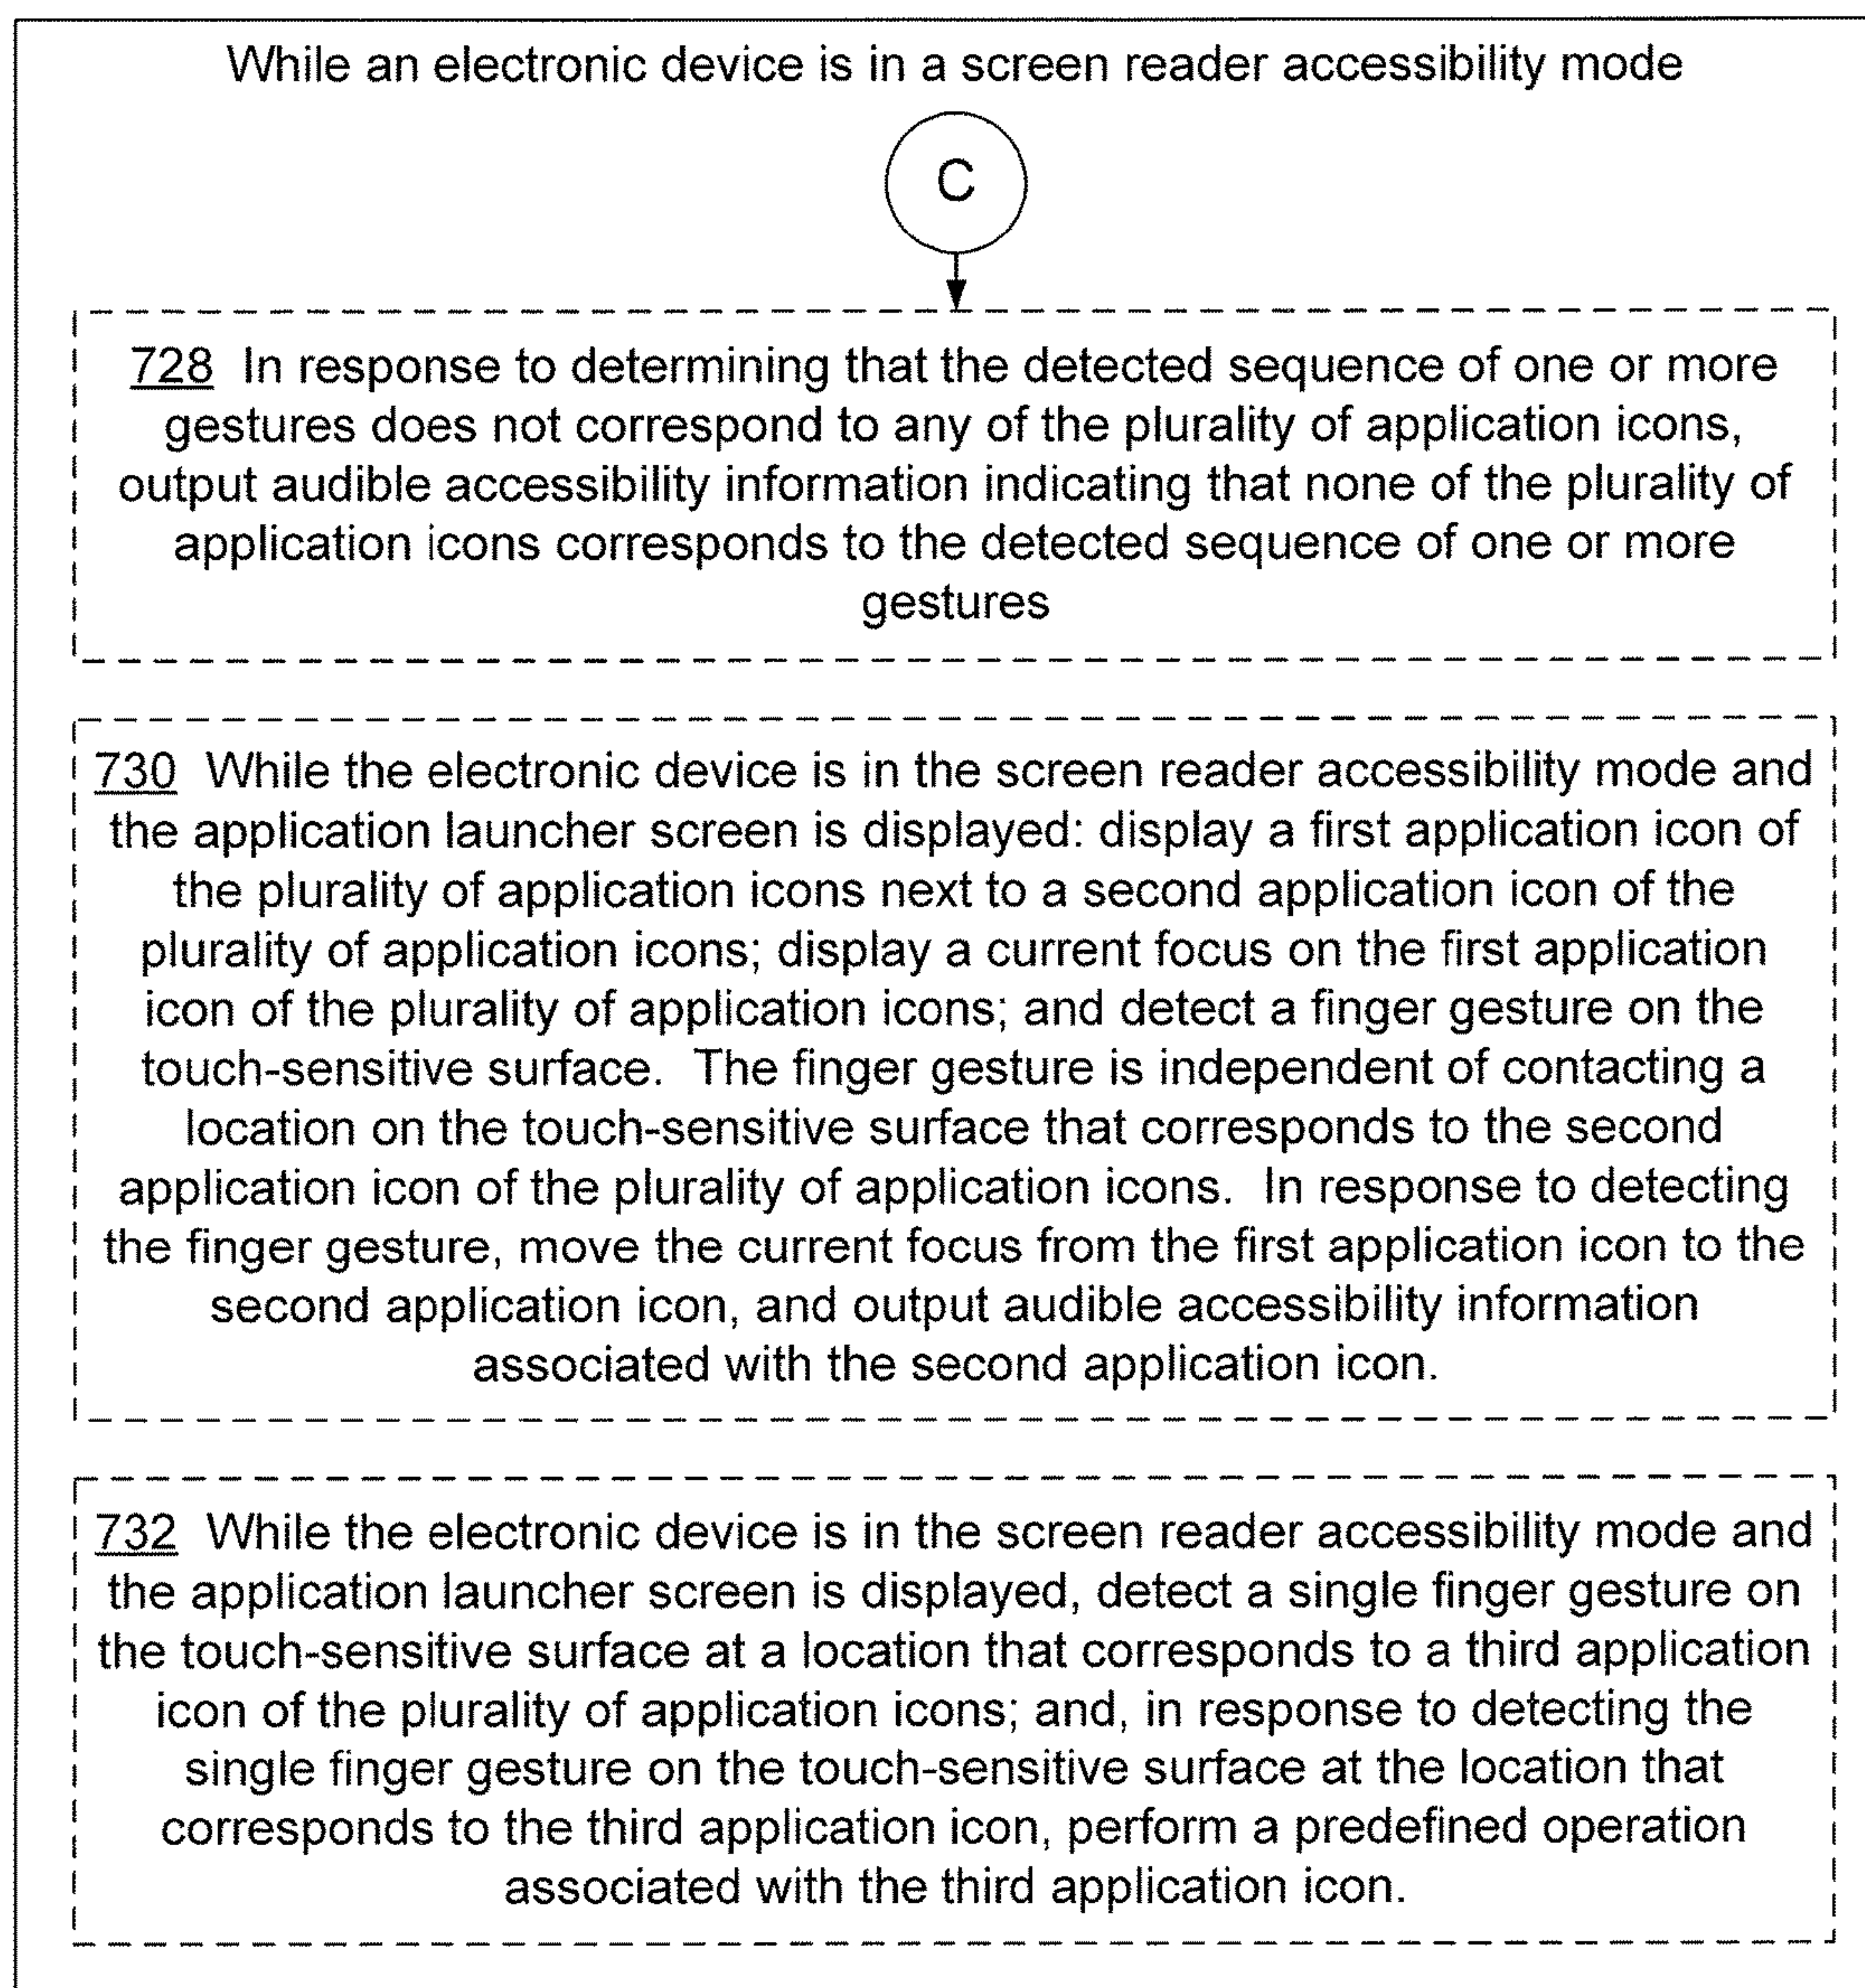 While an electronic device is in a screen reader accessibility mode
C
728 In response to determining that the detected sequence of one or more
gestures does not correspond to any of the plurality of application icons,
output audible accessibility information indicating that none of the plurality of
application icons corresponds to the detected sequence of one or more
gestures
730 While the electronic device is in the screen reader accessibility mode and
the application launcher screen is displayed: display a first application icon of
the plurality of application icons next to a second application icon of the
plurality of application icons; display a current focus on the first application
icon of the plurality of application icons; and detect a finger gesture on the
touch-sensitive surface. The finger gesture is independent of contacting a
location on the touch-sensitive surface that corresponds to the second
application icon of the plurality of application icons. In response to detecting
the finger gesture, move the current focus from the first application icon to the
second application icon, and output audible accessibility information
associated with the second application icon.
732 While the electronic device is in the screen reader accessibility mode and
the application launcher screen is displayed, detect a single finger gesture on
the touch-sensitive surface at a location that corresponds to a third application
icon of the plurality of application icons; and, in response to detecting the
single finger gesture on the touch-sensitive surface at the location that
corresponds to the third application icon, perform a predefined operation
associated with the third application icon.